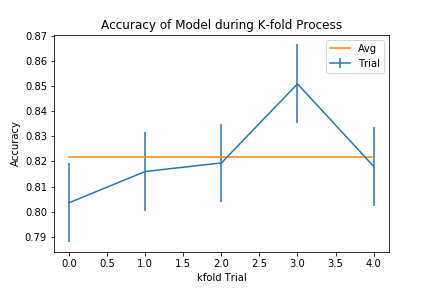 Accuracy of Model during K-fold Process
0.87
0.86
0.85
0.84
0.83
0.82
0.81
0.80
0.79
Accuracy
Avg
Trial
0.0 0.5 1.0 1.5 2.0 2.5 3.0 3.5 4.0
kfold Trial